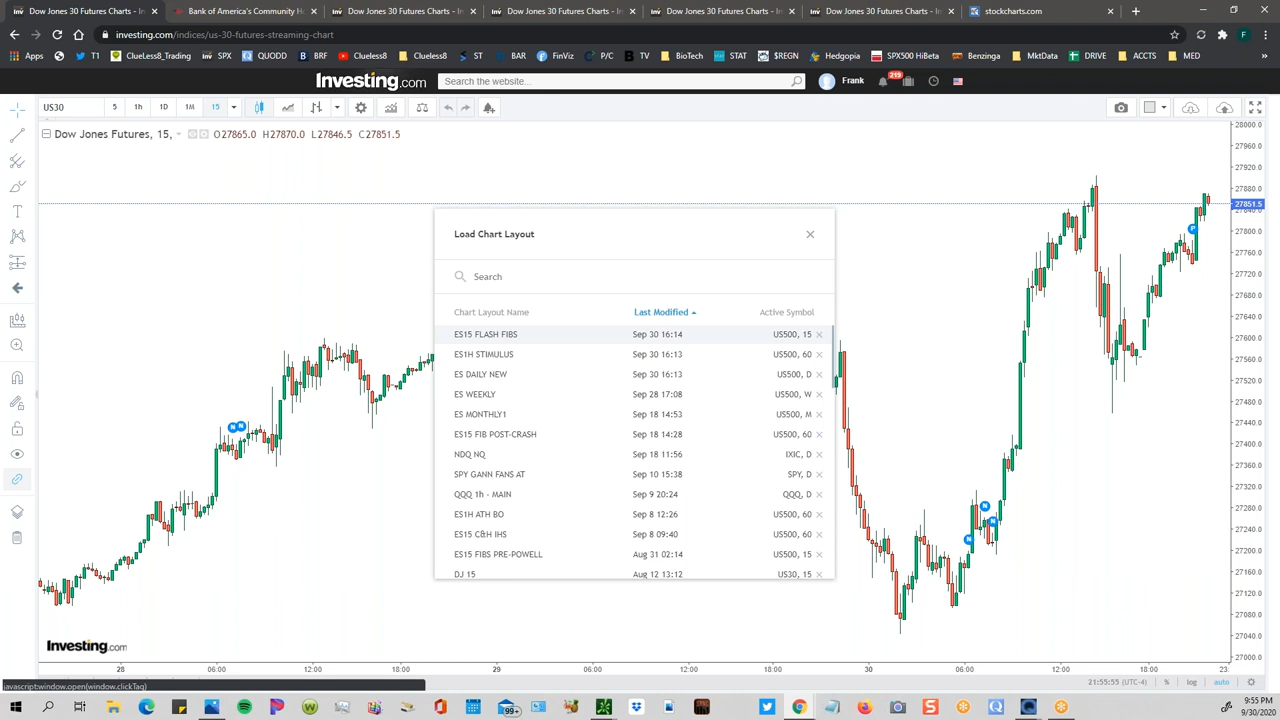 Dow Jones 30 Futures Charts - In
Bank of America's Community H
Dow Jones 30 Futures Charts - In
Dow Jones 30 Futures Charts - In
Dow Jones 30 Futures Charts - In
Dow Jones 30 Futures Charts - In
stockcharts.com
investing.com/indices/us-30-futures-streaming-chart
Apps T1 ClueLess8_Trading SPX QUODD BRF Clueless8 Clueless8 ST BAR FinViz P/C TV BioTech STAT $REGN Hedgopia SPX500 HiBeta Benzinga MktData DRIVE ACCTS MED
Investing.com Search the website... Frank 219
US30 5 1h 1D 1M 15
Dow Jones Futures, 15, O27865.0 H27870.0 L27846.5 C27851.5
Load Chart Layout
Search
Chart Layout Name Last Modified Active Symbol
ES15 FLASH FIBS Sep 30 16:14 US500, 15
ES1H STIMULUS Sep 30 16:13 US500, 60
ES DAILY NEW Sep 30 16:13 US500, D
ES WEEKLY Sep 28 17:08 US500, W
ES MONTHLY1 Sep 18 14:53 US500, M
ES15 FIB POST-CRASH Sep 18 14:28 US500, 60
NDQ NQ Sep 18 11:56 IXIC, D
SPY GANN FANS AT Sep 10 15:38 SPY, D
QQQ 1h - MAIN Sep 9 20:24 QQQ, D
ES1H ATH BO Sep 8 12:26 US500, 60
ES15 C&H IHS Sep 8 09:40 US500, 60
ES15 FIBS PRE-POWELL Aug 31 02:14 US500, 15
DJ 15 Aug 12 13:12 US30, 15
28000.0
27960.0
27920.0
27880.0
27851.5
27840.0
27800.0
27760.0
27720.0
27680.0
27640.0
27600.0
27560.0
27520.0
27480.0
27440.0
27400.0
27360.0
27320.0
27280.0
27240.0
27200.0
27160.0
27120.0
27080.0
27040.0
27000.0
N N
N
N
P
Investing.com
28 06:00 12:00 18:00 29 06:00 12:00 18:00 30 06:00 12:00 18:00 23:
javascript:window.open(window.clickTag)
21:55:55 (UTC-4) % log auto
99+
9:55 PM
9/30/2020